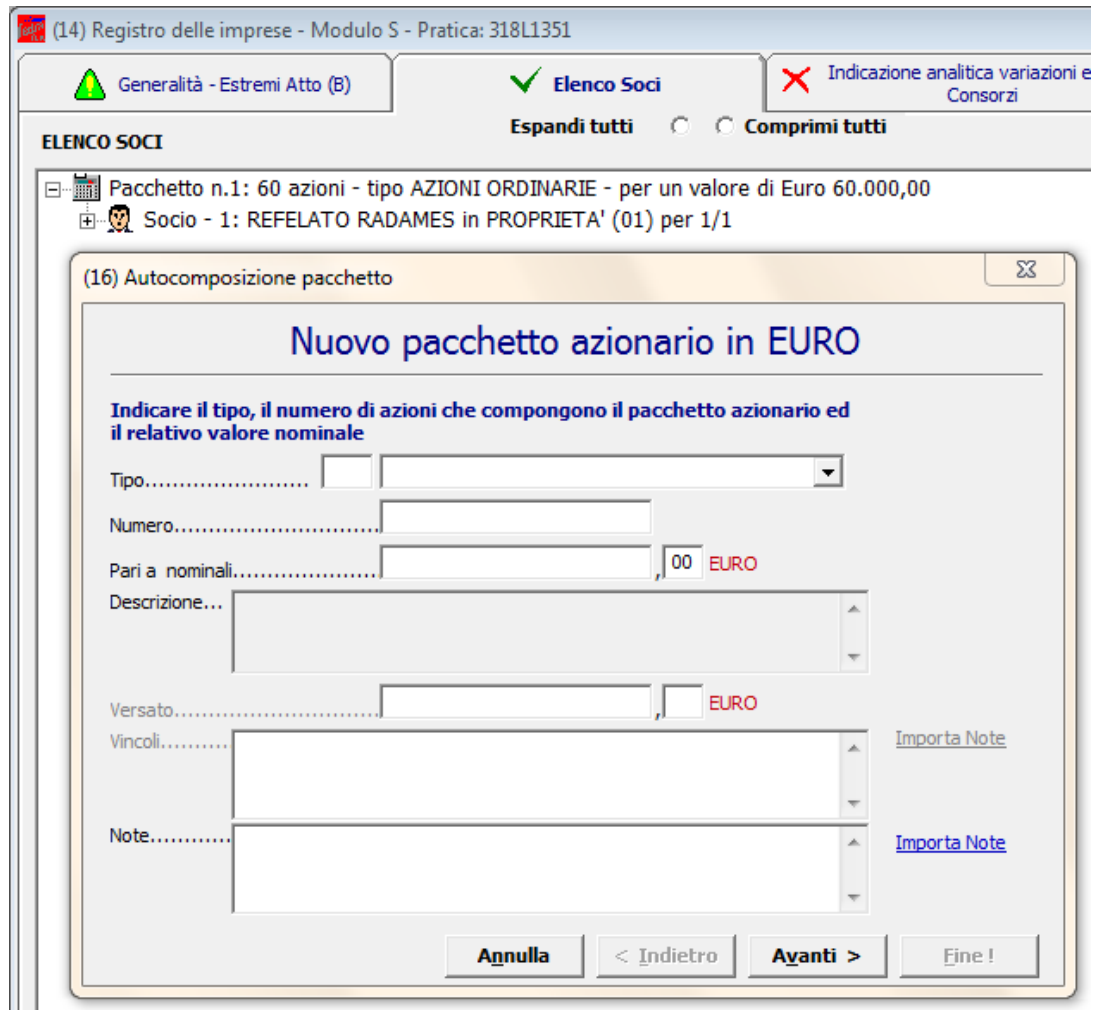 (14) Registro delle imprese - Modulo S - Pratica: 318L1351
Generalità - Estremi Atto (B)
Elenco Soci
Indicazione analitica variazioni e
Consorzi
Espandi tutti
Comprimi tutti
ELENCO SOCI
Pacchetto n.1: 60 azioni - tipo AZIONI ORDINARIE - per un valore di Euro 60.000,00
Socio - 1: REFELATO RADAMES in PROPRIETA' (01) per 1/1
(16) Autocomposizione pacchetto
Nuovo pacchetto azionario in EURO
Indicare il tipo, il numero di azioni che compongono il pacchetto azionario ed
il relativo valore nominale
Tipo........................
Numero..............................
Pari a nominali.....................,00 EURO
Descrizione...
Versato.............................., EURO
Vincoli.......... Importa Note
Note............ Importa Note
Annulla < Indietro Avanti > Fine !